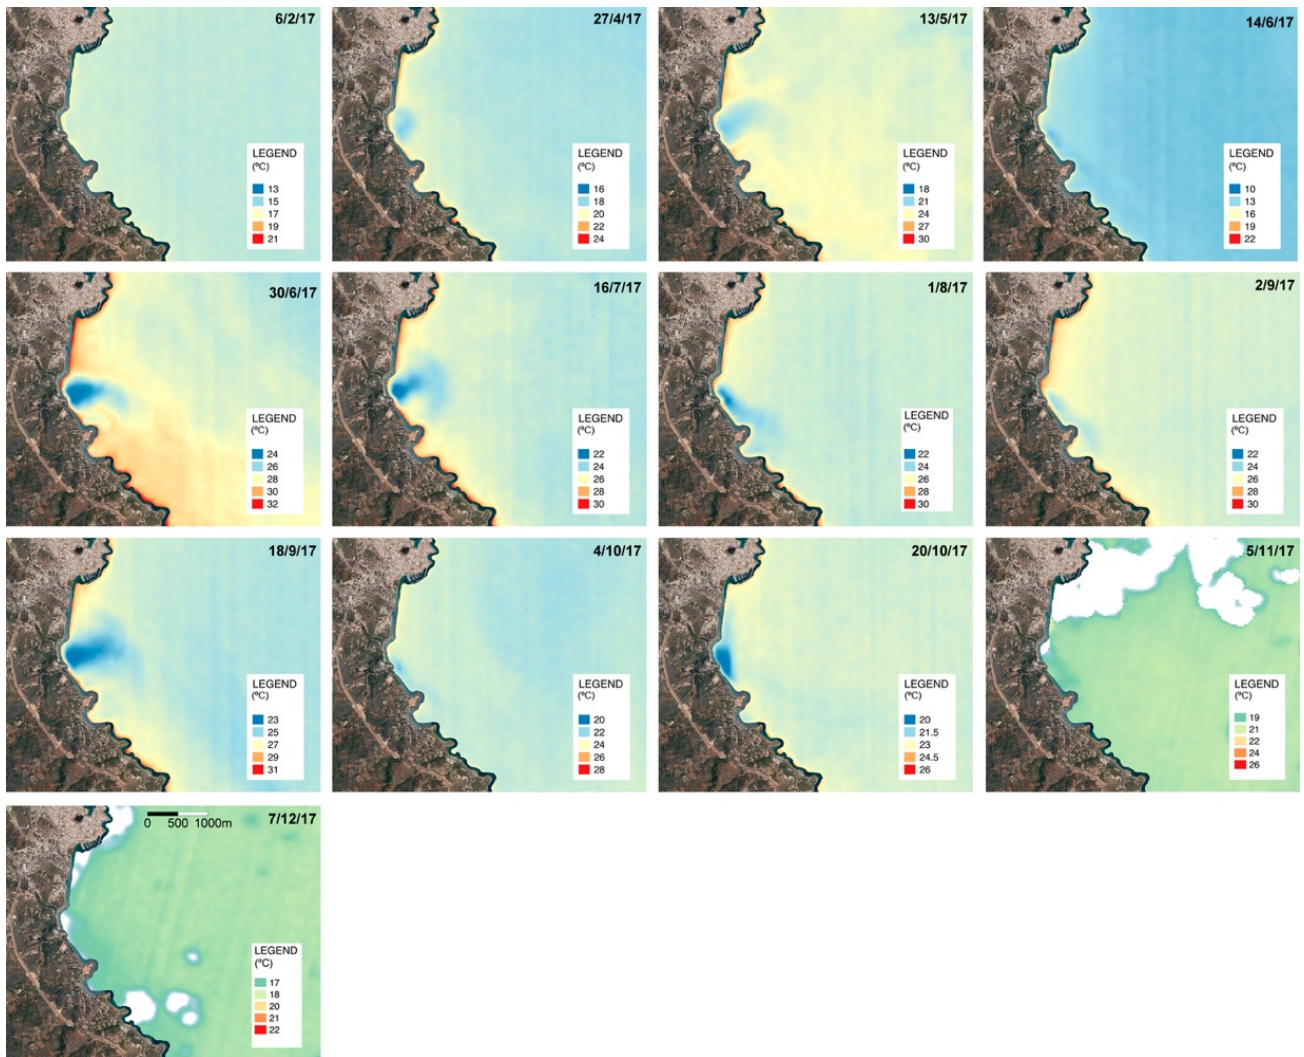 6/2/17
LEGEND
(ºC)
13
15
17
19
21
27/4/17
LEGEND
(ºC)
16
18
20
22
24
13/5/17
LEGEND
(ºC)
18
21
24
27
30
14/6/17
LEGEND
(ºC)
10
13
16
19
22
30/6/17
LEGEND
(ºC)
24
26
28
30
32
16/7/17
LEGEND
(ºC)
22
24
26
28
30
1/8/17
LEGEND
(ºC)
22
24
26
28
30
2/9/17
LEGEND
(ºC)
22
24
26
28
30
18/9/17
LEGEND
(ºC)
23
25
27
29
31
4/10/17
LEGEND
(ºC)
20
22
24
26
28
20/10/17
LEGEND
(ºC)
20
21.5
23
24.5
26
5/11/17
LEGEND
(ºC)
19
21
22
24
26
7/12/17
0 500 1000m
LEGEND
(ºC)
17
18
20
21
22